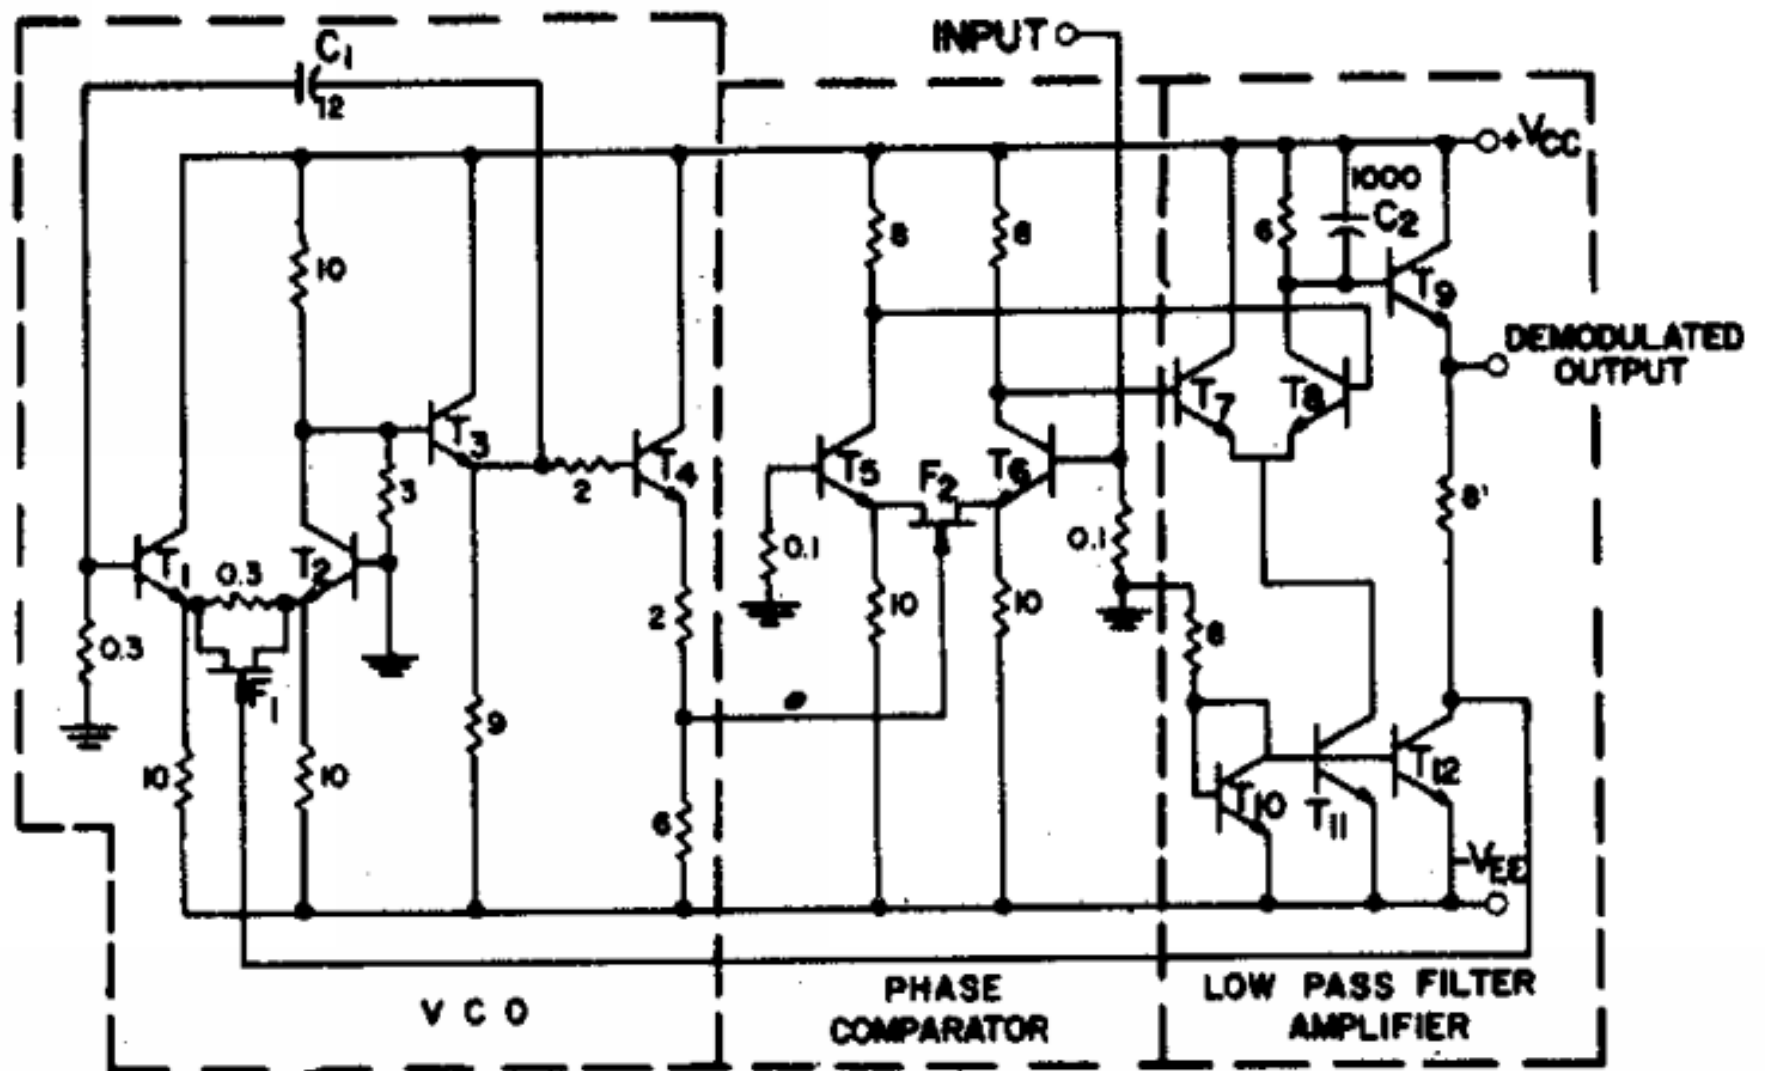 INPUT
C1
12
+VCC
1000
C2
6
8
8
10
T9
DEMODULATED
OUTPUT
T7
T8
T3
T4
T5
F2
T6
2
3
8'
T1
0.3
T2
0.1
0.1
0.3
F1
2
10
10
8
9
10
10
6
T10
T11
T12
-VEE
VCO
PHASE
COMPARATOR
LOW PASS FILTER
AMPLIFIER